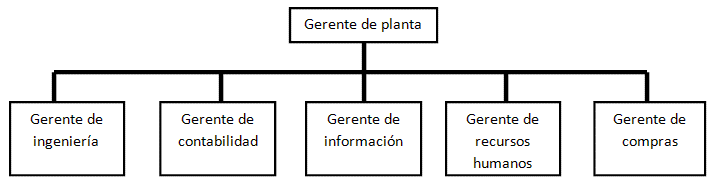 Gerente de planta
Gerente de
ingeniería
Gerente de
contabilidad
Gerente de
información
Gerente de
recursos
humanos
Gerente de
compras